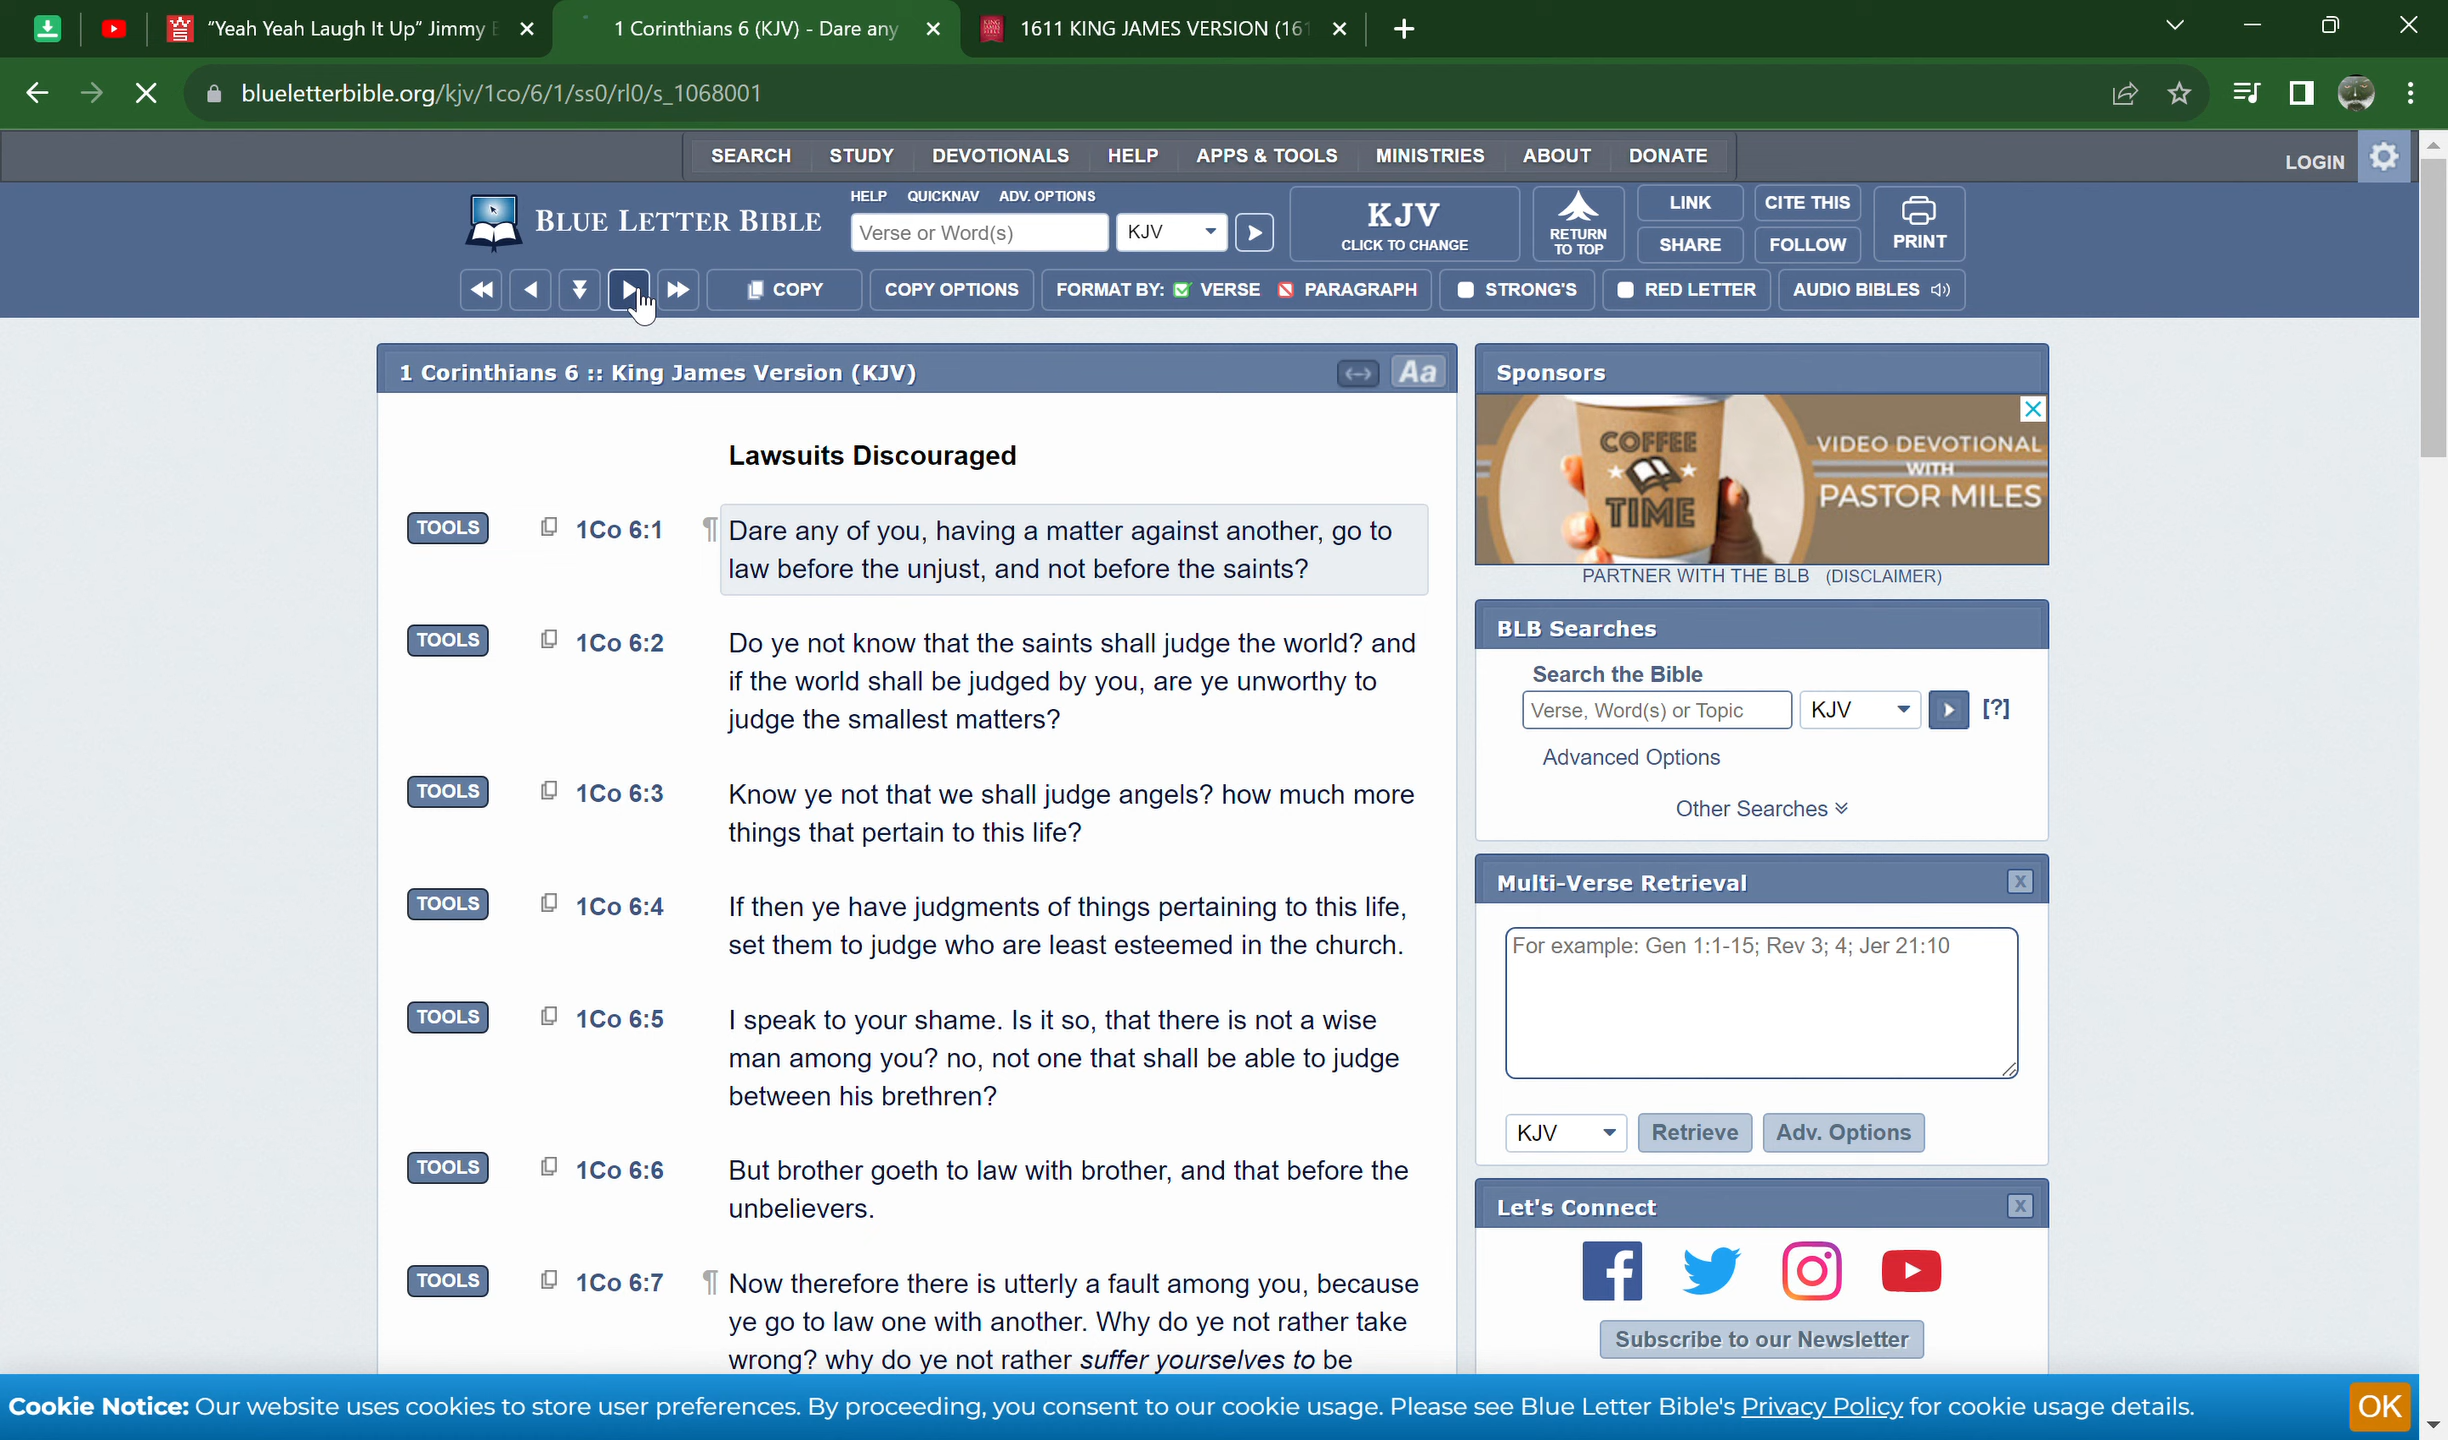 "Yeah Yeah Laugh It Up" Jimmy
1 Corinthians 6 (KJV) - Dare any
1611 KING JAMES VERSION (161
blueletterbible.org/kjv/1co/6/1/ss0/rl0/s_1068001
SEARCH STUDY DEVOTIONALS HELP APPS & TOOLS MINISTRIES ABOUT DONATE
LOGIN
BLUE LETTER BIBLE
HELP QUICKNAV ADV. OPTIONS
Verse or Word(s) KJV
KJV
CLICK TO CHANGE
RETURN
TO TOP
LINK CITE THIS
SHARE FOLLOW
PRINT
COPY COPY OPTIONS FORMAT BY: VERSE PARAGRAPH STRONG'S RED LETTER AUDIO BIBLES
1 Corinthians 6 :: King James Version (KJV) Aa
Lawsuits Discouraged
TOOLS 1Co 6:1 ¶ Dare any of you, having a matter against another, go to
law before the unjust, and not before the saints?
TOOLS 1Co 6:2 Do ye not know that the saints shall judge the world? and
if the world shall be judged by you, are ye unworthy to
judge the smallest matters?
TOOLS 1Co 6:3 Know ye not that we shall judge angels? how much more
things that pertain to this life?
TOOLS 1Co 6:4 If then ye have judgments of things pertaining to this life,
set them to judge who are least esteemed in the church.
TOOLS 1Co 6:5 I speak to your shame. Is it so, that there is not a wise
man among you? no, not one that shall be able to judge
between his brethren?
TOOLS 1Co 6:6 But brother goeth to law with brother, and that before the
unbelievers.
TOOLS 1Co 6:7 ¶ Now therefore there is utterly a fault among you, because
ye go to law one with another. Why do ye not rather take
wrong? why do ye not rather suffer yourselves to be
Sponsors
COFFEE
TIME
VIDEO DEVOTIONAL
WITH
PASTOR MILES
PARTNER WITH THE BLB (DISCLAIMER)
BLB Searches
Search the Bible
Verse, Word(s) or Topic KJV [?]
Advanced Options
Other Searches
Multi-Verse Retrieval X
For example: Gen 1:1-15; Rev 3; 4; Jer 21:10
KJV Retrieve Adv. Options
Let's Connect X
Subscribe to our Newsletter
Cookie Notice: Our website uses cookies to store user preferences. By proceeding, you consent to our cookie usage. Please see Blue Letter Bible's Privacy Policy for cookie usage details. OK